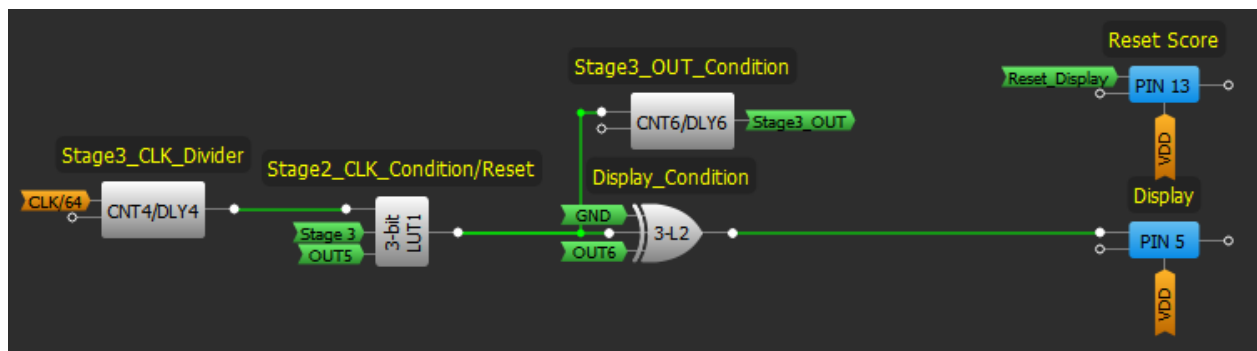 Reset Score
Stage3_OUT_Condition
Reset_Display
PIN 13
CNT6/DLY6
Stage3_OUT
VDD
Stage3_CLK_Divider
Stage2_CLK_Condition/Reset
Display_Condition
Display
CLK/64
CNT4/DLY4
3-bit
LUT1
Stage 3
OUT5
GND
3-L2
OUT6
PIN 5
VDD